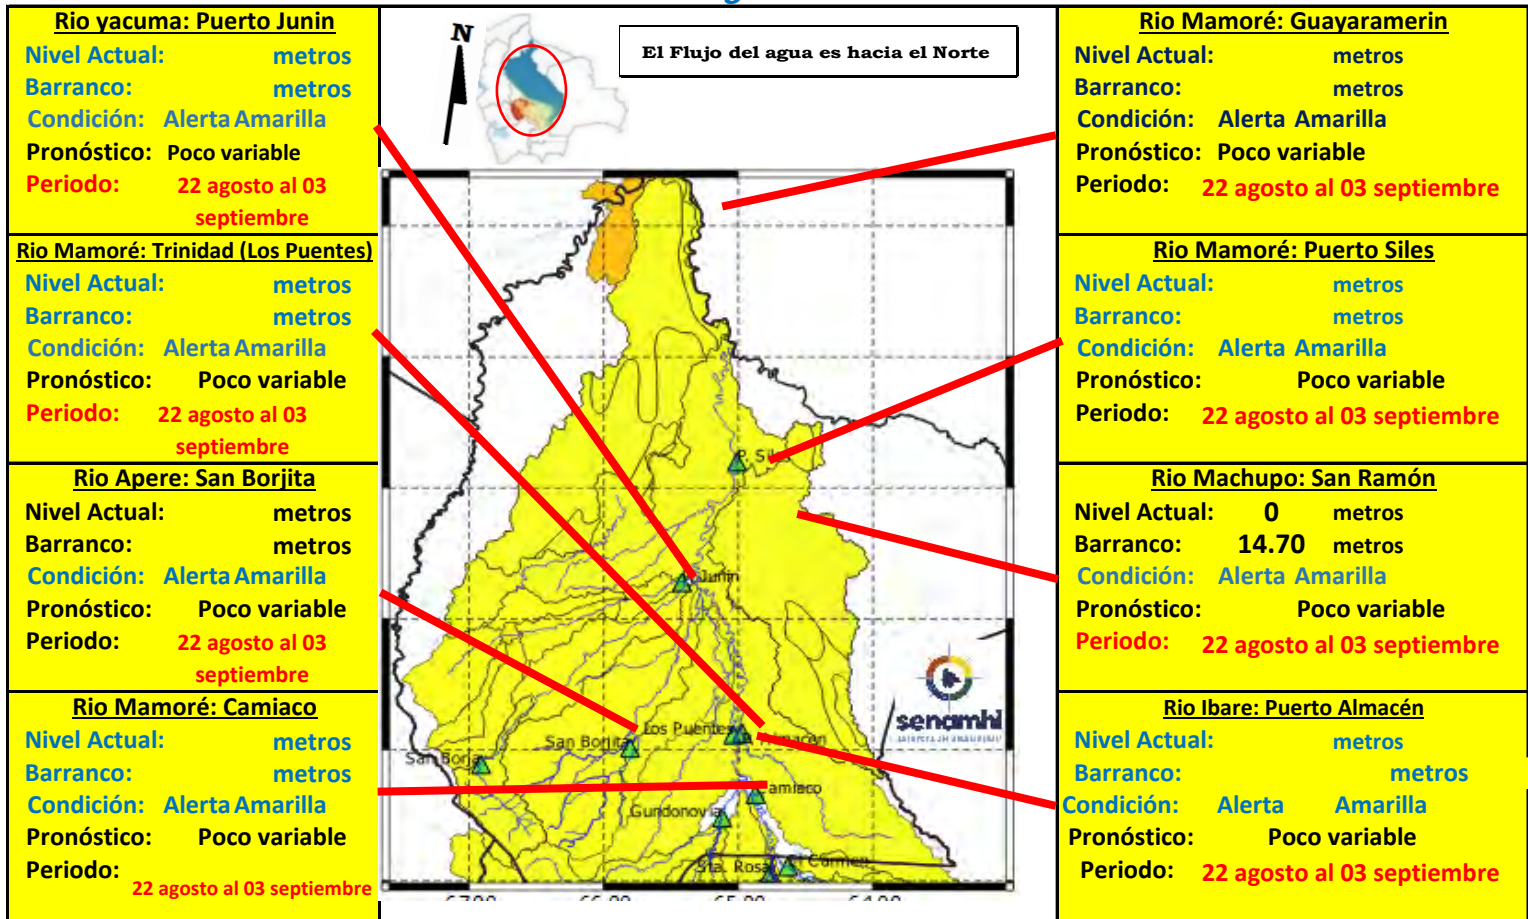 Rio yacuma: Puerto Junin
Nivel Actual: metros
Barranco: metros
Condición: Alerta Amarilla
Pronóstico: Poco variable
Periodo: 22 agosto al 03
septiembre
Rio Mamoré: Trinidad (Los Puentes)
Nivel Actual: metros
Barranco: metros
Condición: Alerta Amarilla
Pronóstico: Poco variable
Periodo: 22 agosto al 03
septiembre
Rio Apere: San Borjita
Nivel Actual: metros
Barranco: metros
Condición: Alerta Amarilla
Pronóstico: Poco variable
Periodo: 22 agosto al 03
septiembre
Rio Mamoré: Camiaco
Nivel Actual: metros
Barranco: metros
Condición: Alerta Amarilla
Pronóstico: Poco variable
Periodo:
22 agosto al 03 septiembre
N
El Flujo del agua es hacia el Norte
P. Siles
Junin
Los Puentes
P. Almacén
San Borjita
San Borja
Camiaco
Gundonovia
Sta. Rosa
El Carmen
senamhi
Rio Mamoré: Guayaramerin
Nivel Actual: metros
Barranco: metros
Condición: Alerta Amarilla
Pronóstico: Poco variable
Periodo: 22 agosto al 03 septiembre
Rio Mamoré: Puerto Siles
Nivel Actual: metros
Barranco: metros
Condición: Alerta Amarilla
Pronóstico: Poco variable
Periodo: 22 agosto al 03 septiembre
Rio Machupo: San Ramón
Nivel Actual: 0 metros
Barranco: 14.70 metros
Condición: Alerta Amarilla
Pronóstico: Poco variable
Periodo: 22 agosto al 03 septiembre
Rio Ibare: Puerto Almacén
Nivel Actual: metros
Barranco: metros
Condición: Alerta Amarilla
Pronóstico: Poco variable
Periodo: 22 agosto al 03 septiembre